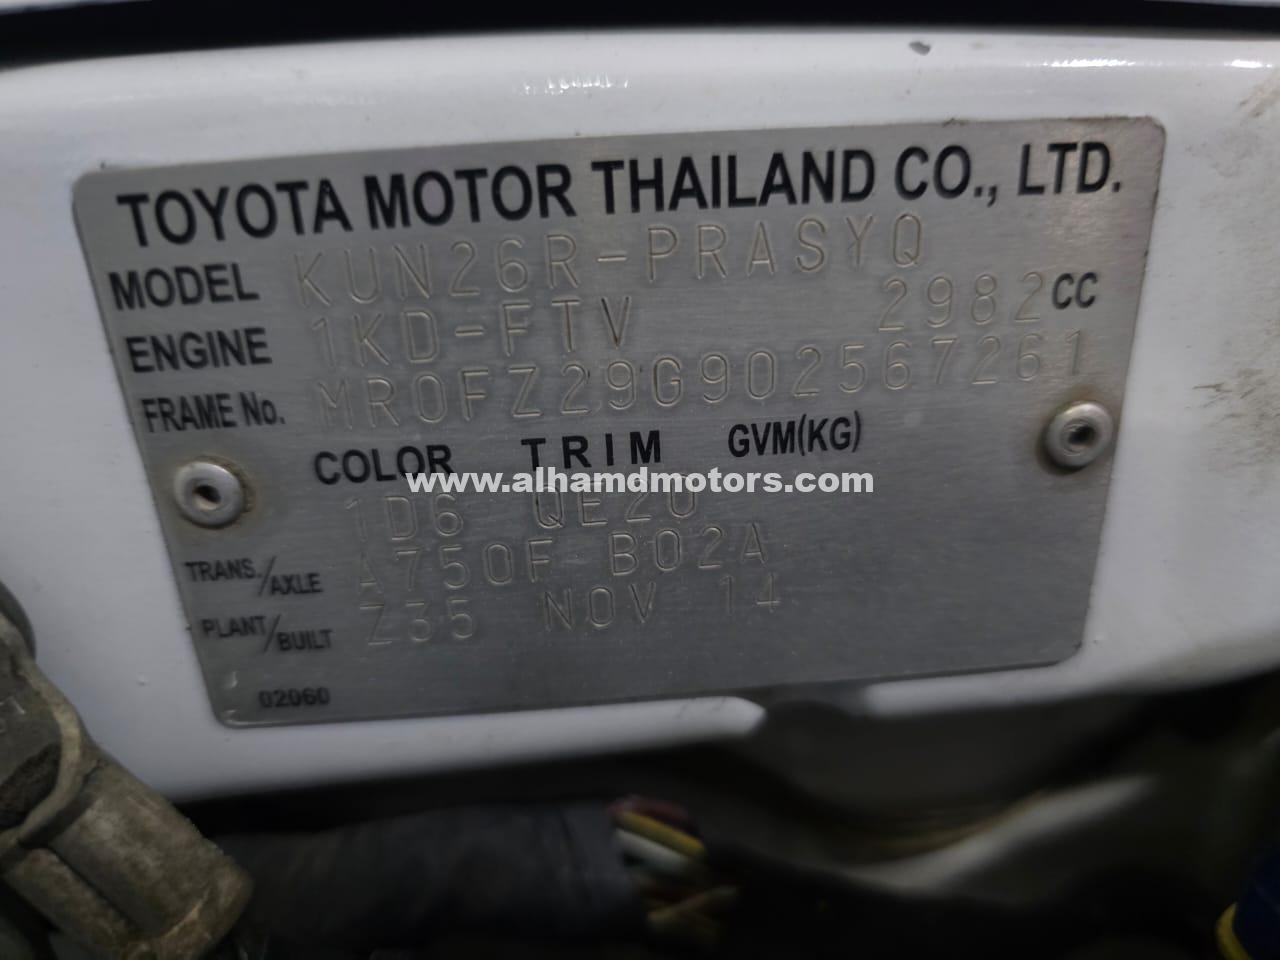 TOYOTA MOTOR THAILAND CO., LTD.
MODEL KUN26R-PRASYQ
ENGINE 1KD-FTV 2982 CC
FRAME No. MR0FZ29G902567261
COLOR TRIM GVM(KG)
www.alhamdmotors.com
1D6 QE20
TRANS./AXLE A750F B02A
PLANT/BUILT Z35 NOV 14
02060